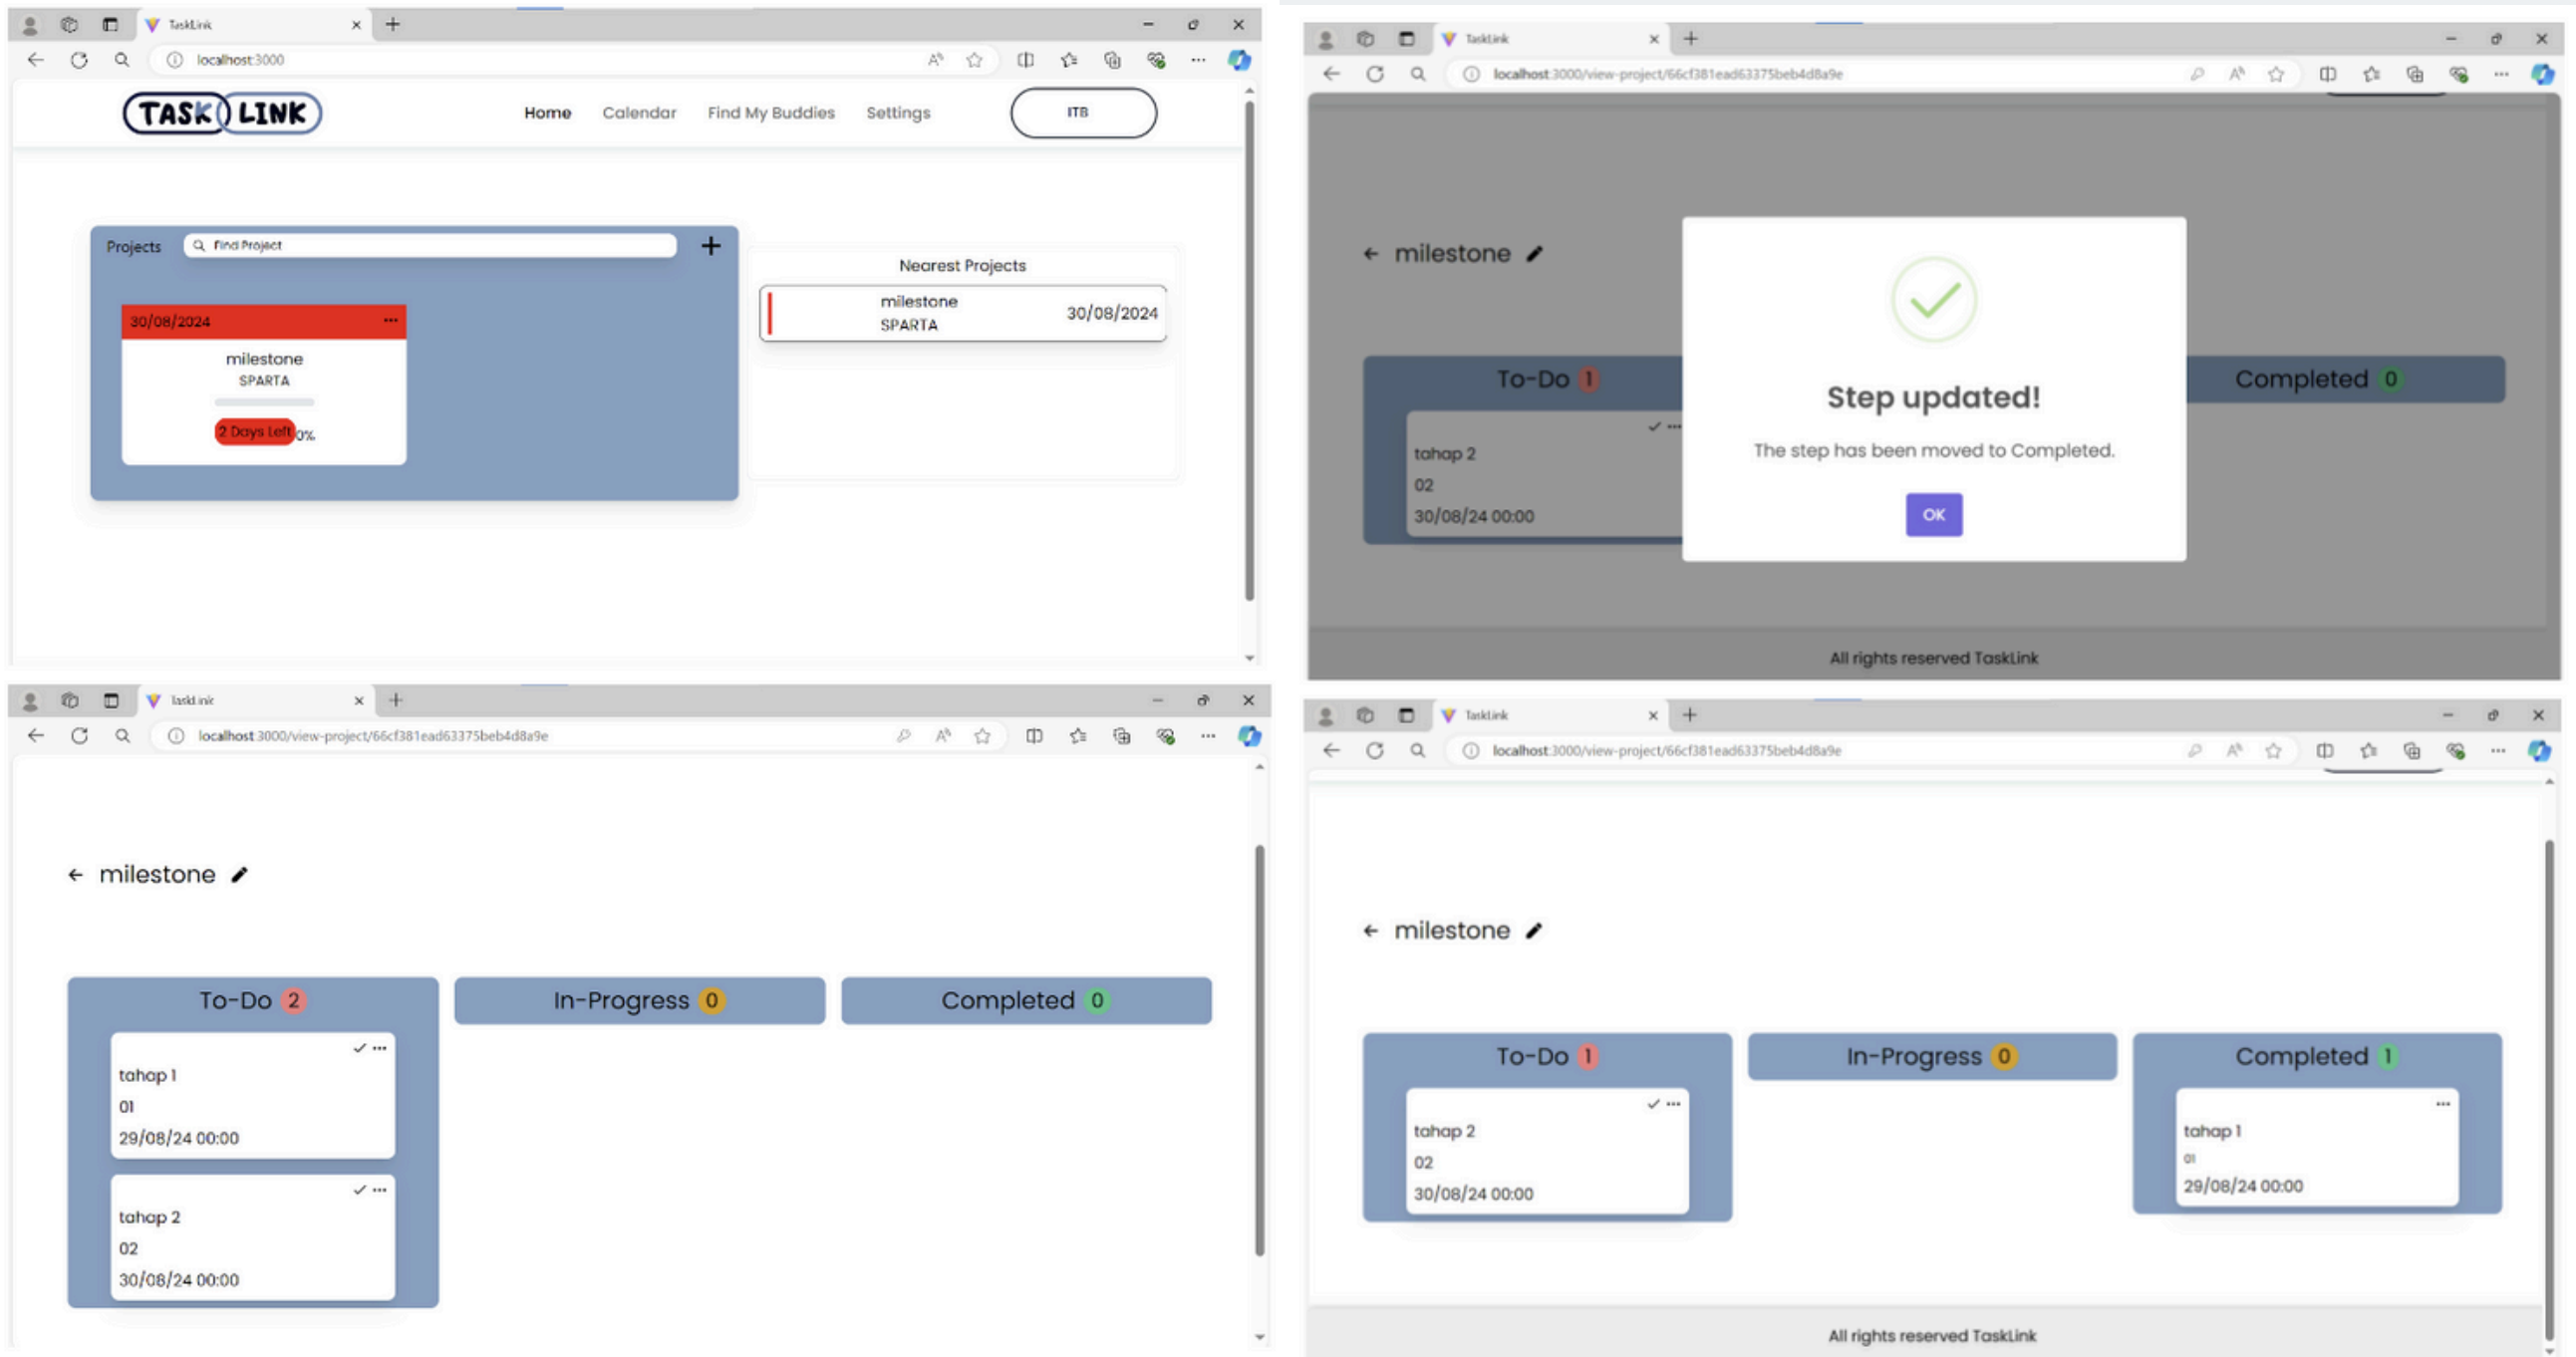 TaskLink
localhost:3000
TASK LINK
Home Calendar Find My Buddies Settings ITB
Projects Find Project
30/08/2024
milestone
SPARTA
2 Days Left 0%
Nearest Projects
milestone
SPARTA
30/08/2024
TaskLink
localhost:3000/view-project/66cf381ead63375beb4d8a9e
milestone
To-Do 1
Completed 0
tahap 2
02
30/08/24 00:00
Step updated!
The step has been moved to Completed.
OK
All rights reserved TaskLink
TaskLink
localhost:3000/view-project/66cf381ead63375beb4d8a9e
milestone
To-Do 2
tahap 1
01
29/08/24 00:00
tahap 2
02
30/08/24 00:00
In-Progress 0
Completed 0
TaskLink
localhost:3000/view-project/66cf381ead63375beb4d8a9e
milestone
To-Do 1
tahap 2
02
30/08/24 00:00
In-Progress 0
Completed 1
tahap 1
01
29/08/24 00:00
All rights reserved TaskLink